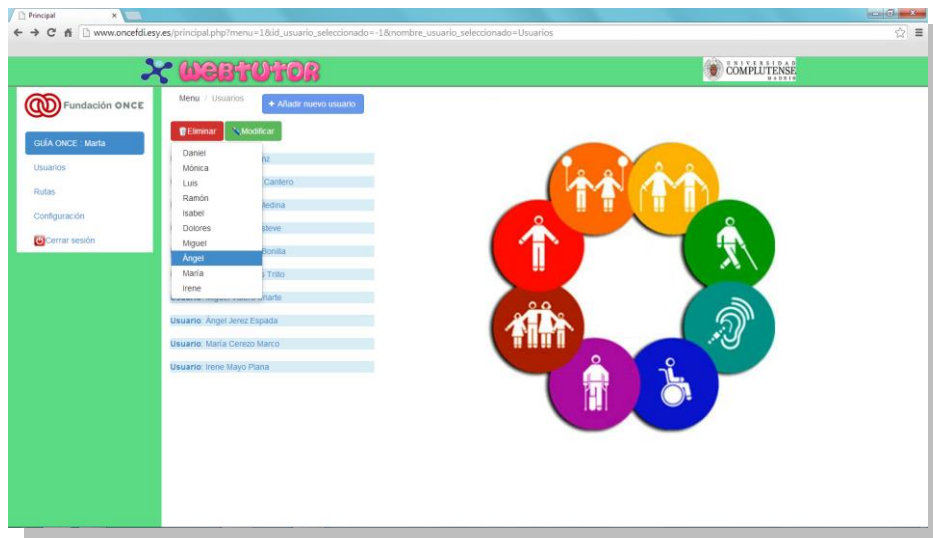 Principal
www.oncefdi.esy.es/principal.php?menu=1&id_usuario_seleccionado=-1&nombre_usuario_seleccionado=Usuarios
WEBTUTOR
UNIVERSIDAD
COMPLUTENSE
MADRID
Fundación ONCE
GUÍA ONCE : Marta
Usuarios
Rutas
Configuración
Cerrar sesión
Menu / Usuarios
+ Añadir nuevo usuario
Eliminar
Modificar
Daniel
Mónica
Luis
Ramón
Isabel
Dolores
Miguel
Ángel
María
Irene
nz
Cantero
Medina
steve
Bonilla
Trillo
Usuario: Ángel Jerez Espada
Usuario: María Cerezo Marco
Usuario: Irene Mayo Plana